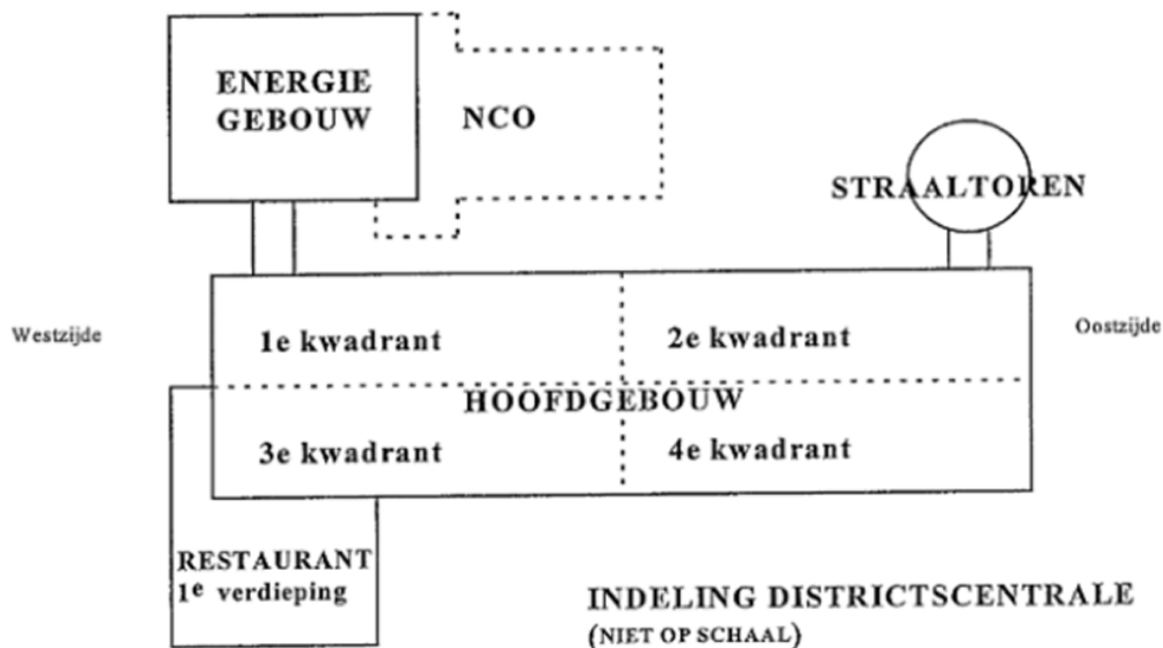 ENERGIE
GEBOUW
NCO
STRAALTOREN
Westzijde
1e kwadrant
2e kwadrant
Oostzijde
HOOFDGEBOUW
3e kwadrant
4e kwadrant
RESTAURANT
1e verdieping
INDELING DISTRICTSCENTRALE
(NIET OP SCHAAL)